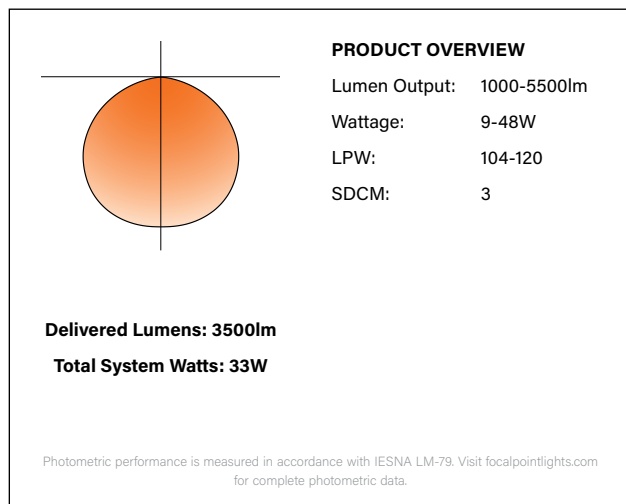 PRODUCT OVERVIEW
Lumen Output: 1000-5500lm
Wattage: 9-48W
LPW: 104-120
SDCM: 3
Delivered Lumens: 3500lm
Total System Watts: 33W
Photometric performance is measured in accordance with IESNA LM-79. Visit focalpointlights.com
for complete photometric data.